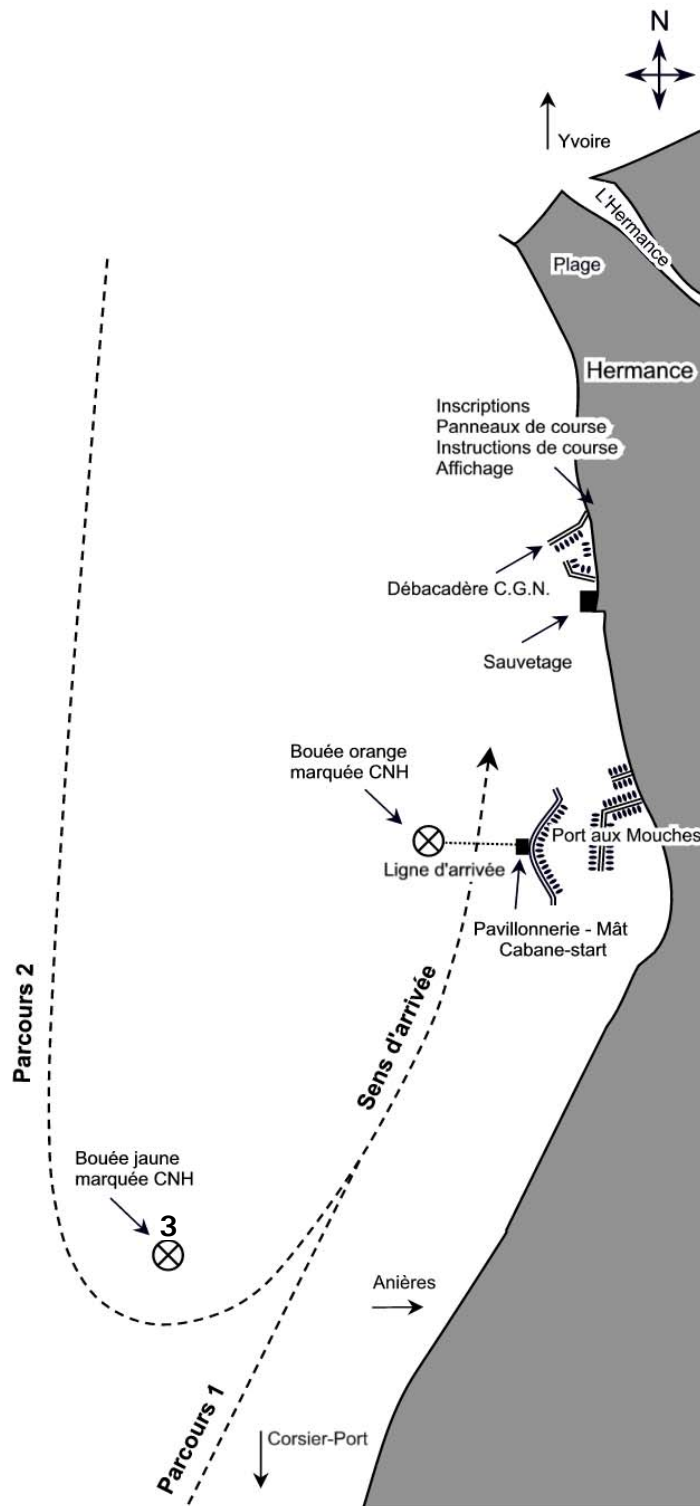 N
Yvoire
L'Hermance
Plage
Hermance
Inscriptions
Panneaux de course
Instructions de course
Affichage
Débacadère C.G.N.
Sauvetage
Bouée orange
marquée CNH
Port aux Mouches
Ligne d'arrivée
Pavillonnerie - Mât
Cabane-start
Parcours 2
Sens d'arrivée
Bouée jaune
marquée CNH
3
Anières
Parcours 1
Corsier-Port